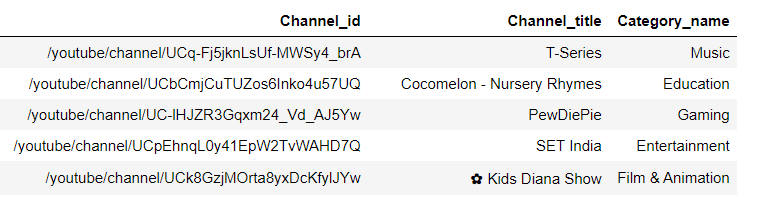 Channel_id Channel_title Category_name
/youtube/channel/UCq-Fj5jknLsUf-MWSy4_brA T-Series Music
/youtube/channel/UCbCmjCuTUZos6Inko4u57UQ Cocomelon - Nursery Rhymes Education
/youtube/channel/UC-lHJZR3Gqxm24_Vd_AJ5Yw PewDiePie Gaming
/youtube/channel/UCpEhnqL0y41EpW2TvWAHD7Q SET India Entertainment
/youtube/channel/UCk8GzjMOrta8yxDcKfylJYw ✿ Kids Diana Show Film & Animation